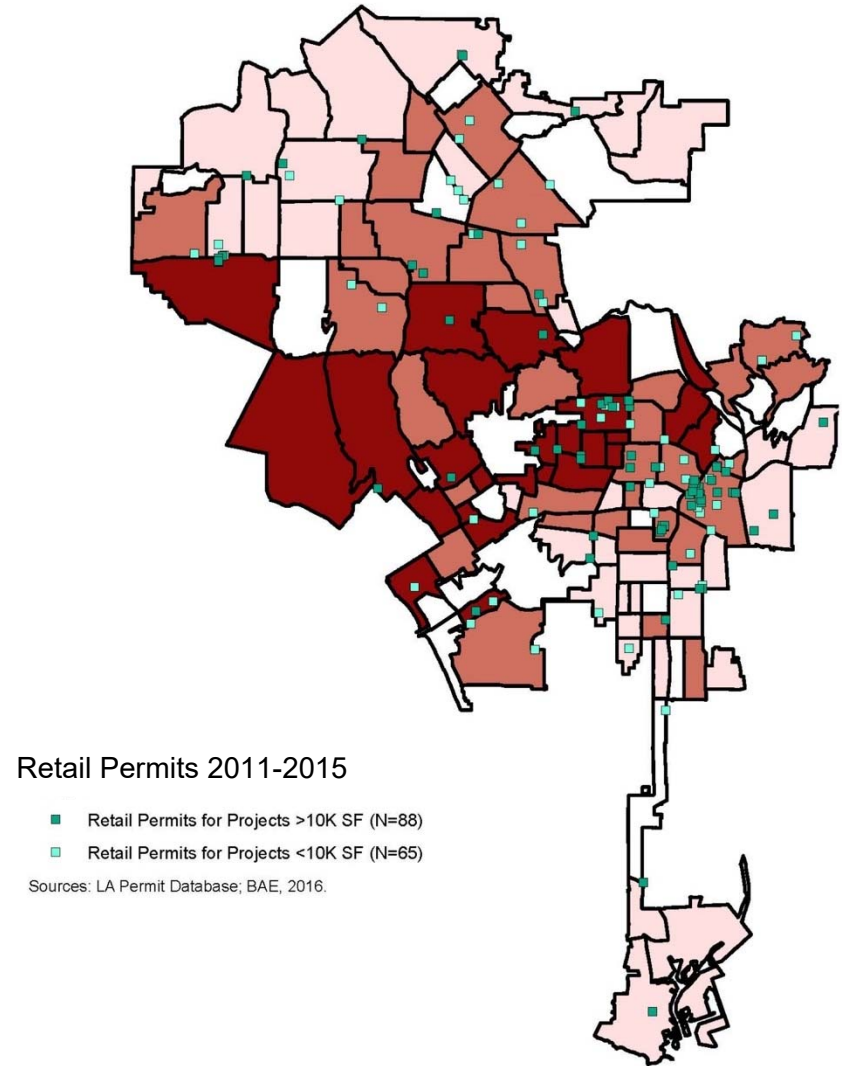 Retail Permits 2011-2015
Retail Permits for Projects >10K SF (N=88)
Retail Permits for Projects <10K SF (N=65)
Sources: LA Permit Database; BAE, 2016.